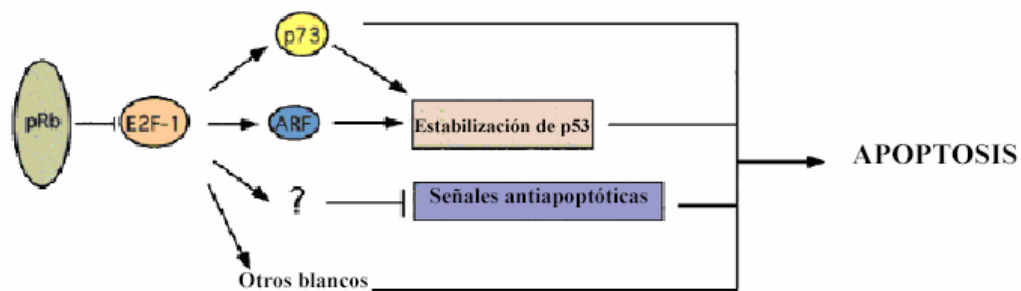 p73
pRb
E2F-1
ARF
Estabilización de p53
APOPTOSIS
?
Señales antiapoptóticas
Otros blancos